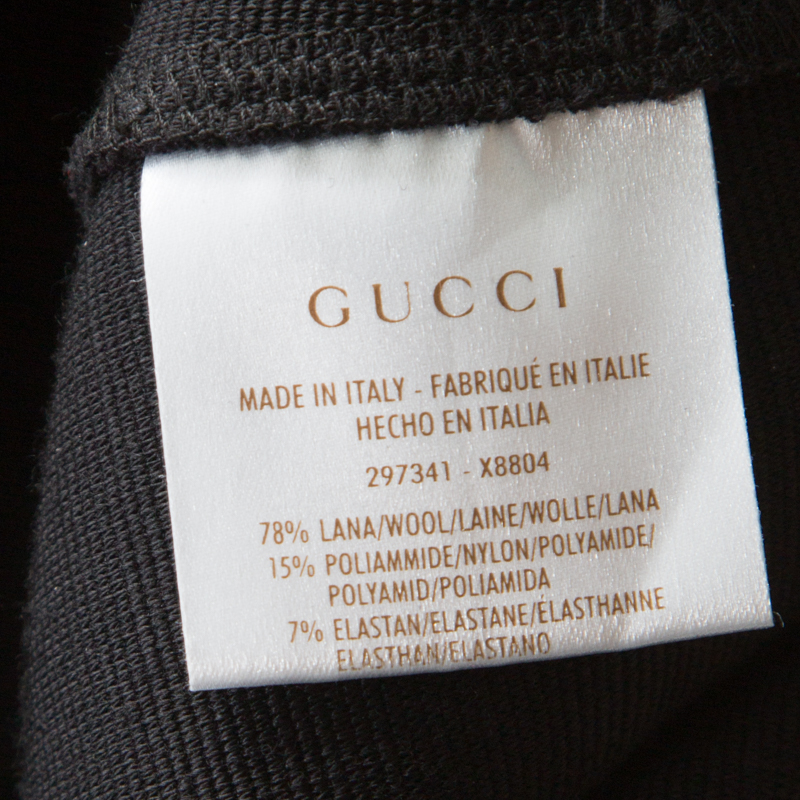 GUCCI
MADE IN ITALY - FABRIQUÉ EN ITALIE
HECHO EN ITALIA
297341 - X8804
78% LANA/WOOL/LAINE/WOLLE/LANA
15% POLIAMMIDE/NYLON/POLYAMIDE/
POLYAMID/POLIAMIDA
7% ELASTAN/ELASTANE/ÉLASTHANNE
ELASTHAN/ELASTANO